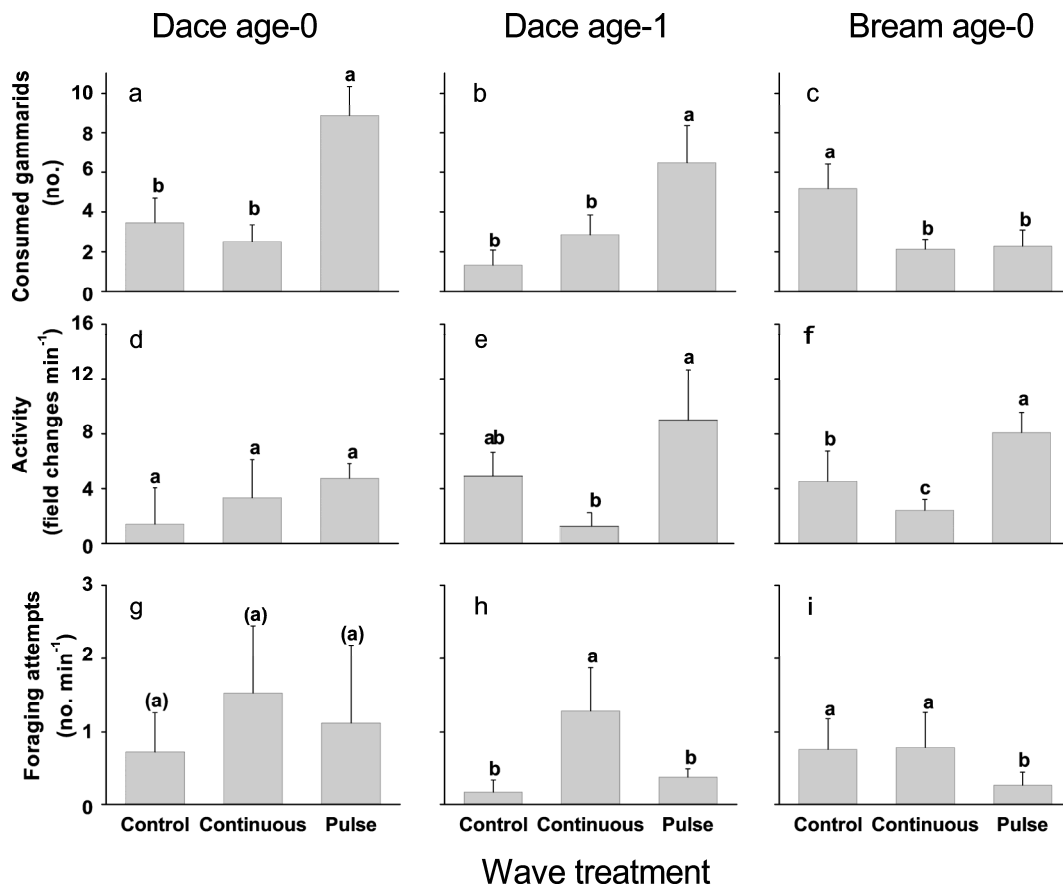 Dace age-0 Dace age-1 Bream age-0
Consumed gammarids
(no.)
10
8
6
4
2
0
a
b
b
a
b
b
b
a
c
a
b
b
Activity
(field changes min⁻¹)
16
12
8
4
0
d
a
a
a
e
ab
b
a
f
b
c
a
Foraging attempts
(no. min⁻¹)
3
2
1
0
g
(a)
(a)
(a)
h
b
a
b
i
a
a
b
Control Continuous Pulse
Control Continuous Pulse
Control Continuous Pulse
Wave treatment